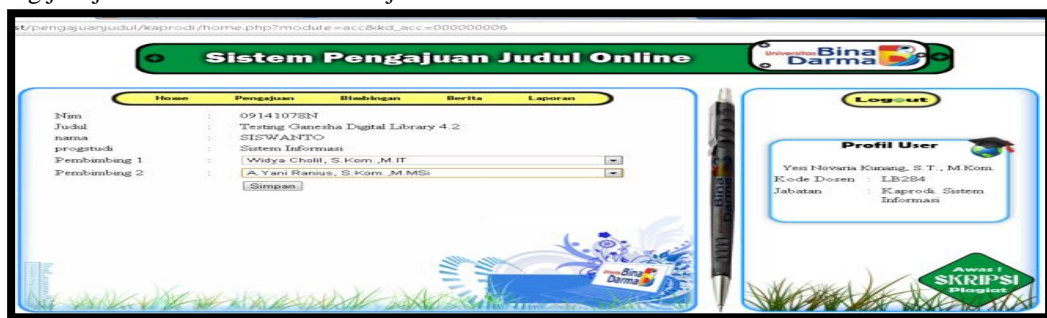 st/pengajuanjudul/kaprodi/home.php?module=acc&kd_acc=000000006
Sistem Pengajuan Judul Online
Universitas Bina Darma
Home Pengajuan Bimbingan Berita Laporan
Logout
Nim : 09141078N
Judul : Testing Ganesha Digital Library 4.2
nama : SISWANTO
progstudi : Sistem Informasi
Pembimbing 1 : Widya Cholil, S.Kom.,M.IT
Pembimbing 2 : A.Yani Ranius, S.Kom.,M.MSi
Simpan
Profil User
Yesi Novaria Kunang, S.T., M.Kom.
Kode Dosen : LB284
Jabatan : Kaprodi Sistem
Informasi
Bina
Darma
Awas !
SKRIPSI
Plagiat